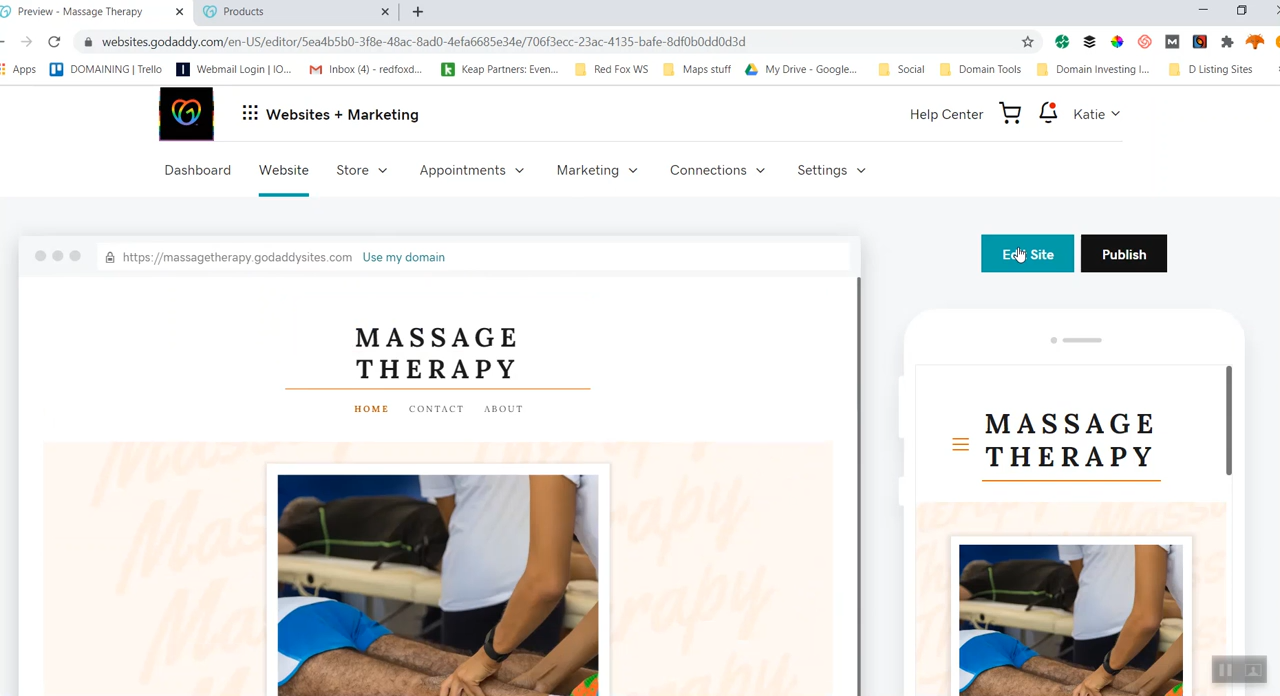 Preview - Massage Therapy
Products
websites.godaddy.com/en-US/editor/5ea4b5b0-3f8e-48ac-8ad0-4efa6685e34e/706f3ecc-23ac-4135-bafe-8df0b0dd0d3d
Apps
DOMAINING | Trello
Webmail Login | IO...
Inbox (4) - redfoxd...
Keap Partners: Even...
Red Fox WS
Maps stuff
My Drive - Google...
Social
Domain Tools
Domain Investing I...
D Listing Sites
Websites + Marketing
Help Center
Katie
Dashboard
Website
Store
Appointments
Marketing
Connections
Settings
https://massagetherapy.godaddysites.com
Use my domain
Site
Publish
MASSAGE
THERAPY
HOME
CONTACT
ABOUT
MASSAGE
THERAPY